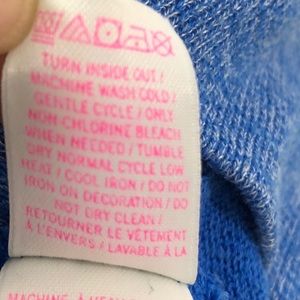 TURN INSIDE OUT /
MACHINE WASH COLD /
GENTLE CYCLE / ONLY
NON-CHLORINE BLEACH
WHEN NEEDED / TUMBLE
DRY NORMAL CYCLE LOW
HEAT / COOL IRON / DO NOT
IRON ON DECORATION / DO
NOT DRY CLEAN /
RETOURNER LE VÊTEMENT
À L'ENVERS / LAVABLE À LA
MACHINE À